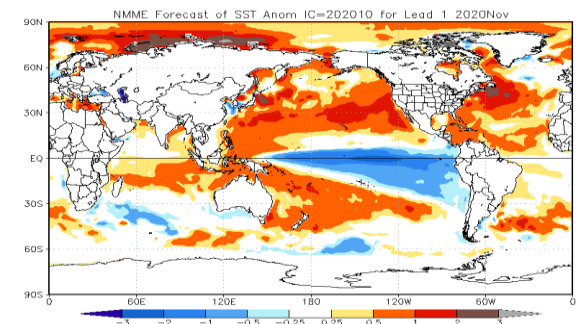 NMME Forecast of SST Anom IC=202010 for Lead 1 2020Nov
90N
60N
30N
EQ
30S
60S
90S
0 60E 120E 180 120W 60W 0
-3 -2 -1 -0.5 -0.25 0.25 0.5 1 2 3